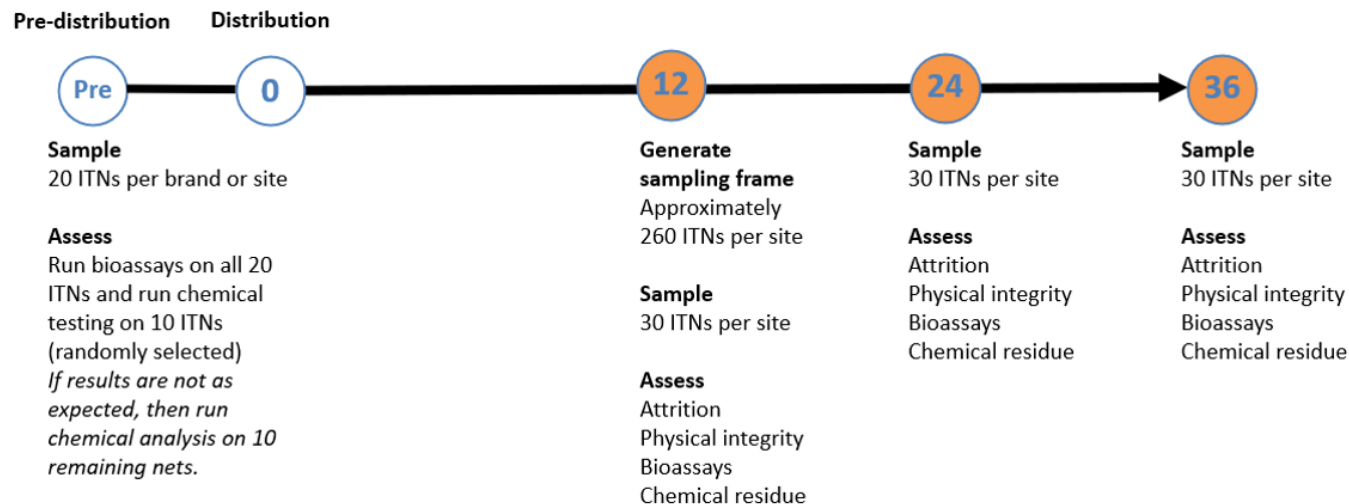 Pre-distribution
Distribution
Pre
0
12
24
36
Sample
20 ITNs per brand or site
Assess
Run bioassays on all 20
ITNs and run chemical
testing on 10 ITNs
(randomly selected)
If results are not as
expected, then run
chemical analysis on 10
remaining nets.
Generate
sampling frame
Approximately
260 ITNs per site
Sample
30 ITNs per site
Assess
Attrition
Physical integrity
Bioassays
Chemical residue
Sample
30 ITNs per site
Assess
Attrition
Physical integrity
Bioassays
Chemical residue
Sample
30 ITNs per site
Assess
Attrition
Physical integrity
Bioassays
Chemical residue